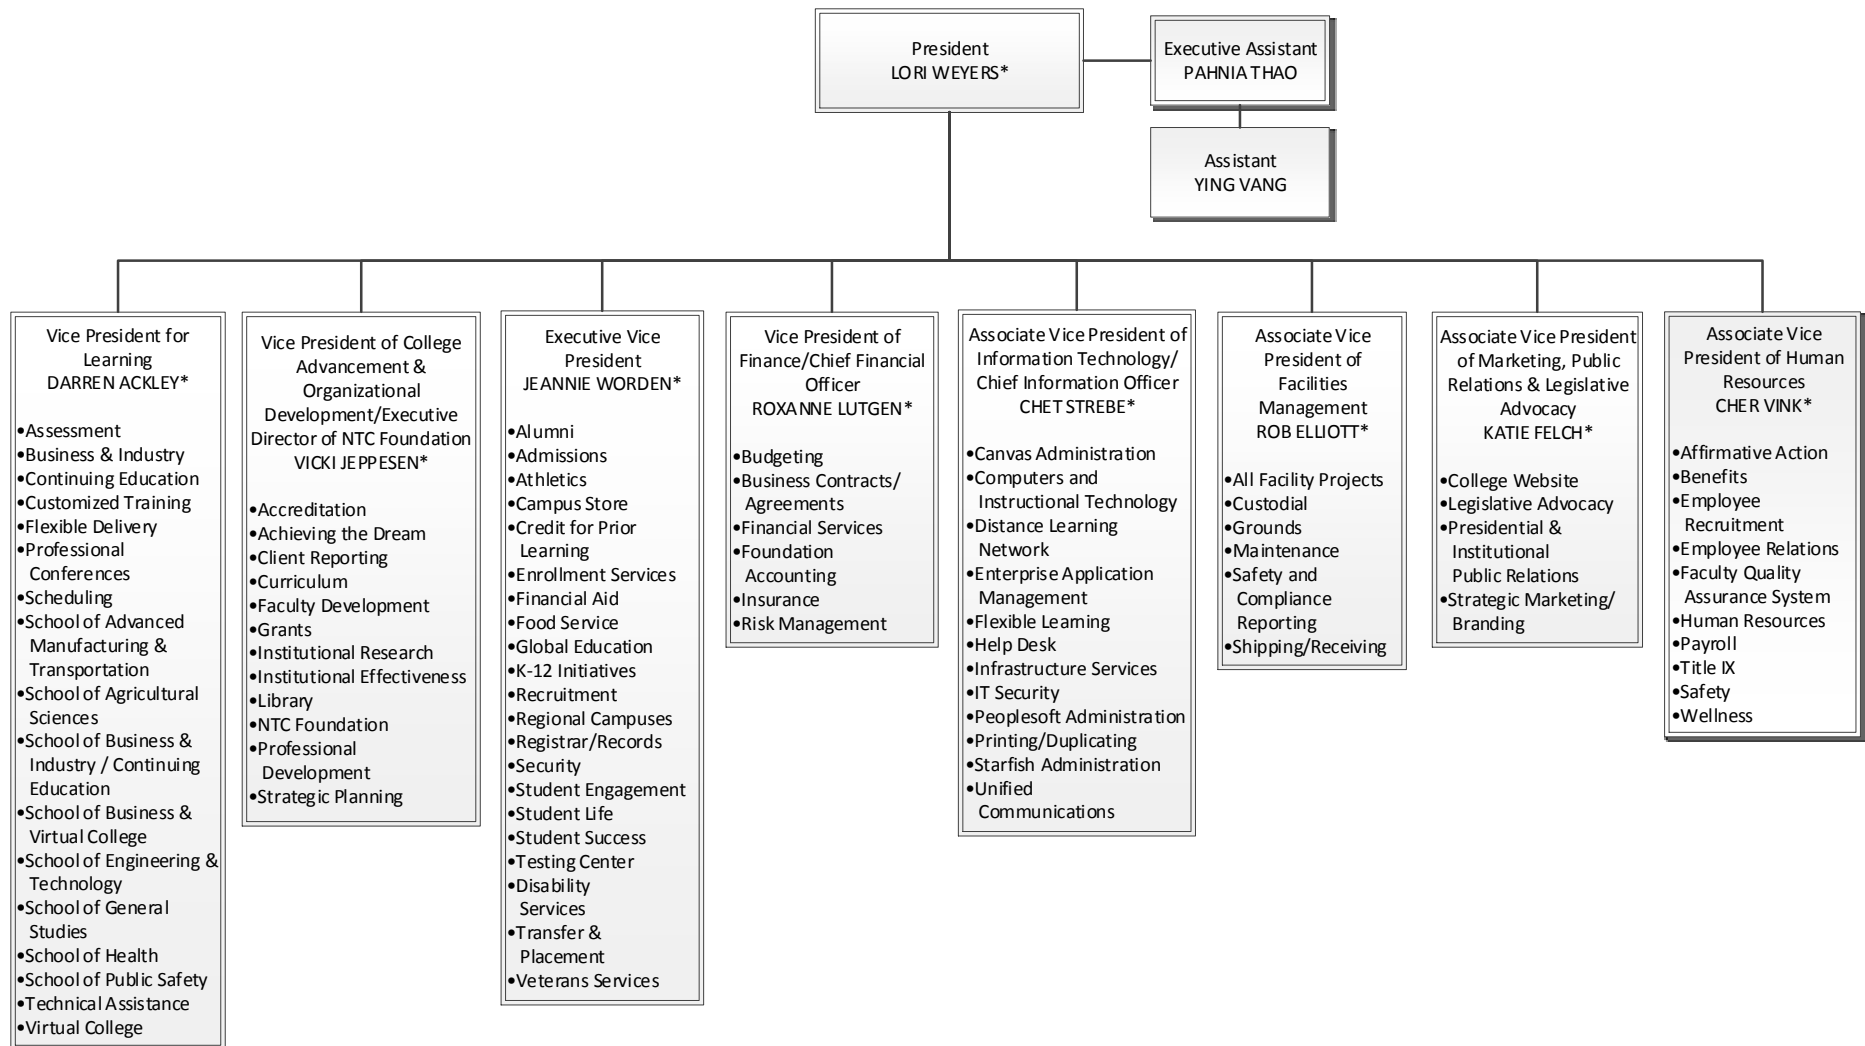 President
LORI WEYERS*
Executive Assistant
PAHNIA THAO
Assistant
YING VANG
Vice President for
Learning
DARREN ACKLEY*
•Assessment
•Business & Industry
•Continuing Education
•Customized Training
•Flexible Delivery
•Professional
Conferences
•Scheduling
•School of Advanced
Manufacturing &
Transportation
•School of Agricultural
Sciences
•School of Business &
Industry / Continuing
Education
•School of Business &
Virtual College
•School of Engineering &
Technology
•School of General
Studies
•School of Health
•School of Public Safety
•Technical Assistance
•Virtual College
Vice President of College
Advancement &
Organizational
Development/Executive
Director of NTC Foundation
VICKI JEPPESEN*
•Accreditation
•Achieving the Dream
•Client Reporting
•Curriculum
•Faculty Development
•Grants
•Institutional Research
•Institutional Effectiveness
•Library
•NTC Foundation
•Professional
Development
•Strategic Planning
Executive Vice
President
JEANNIE WORDEN*
•Alumni
•Admissions
•Athletics
•Campus Store
•Credit for Prior
Learning
•Enrollment Services
•Financial Aid
•Food Service
•Global Education
•K-12 Initiatives
•Recruitment
•Regional Campuses
•Registrar/Records
•Security
•Student Engagement
•Student Life
•Student Success
•Testing Center
•Disability
Services
•Transfer &
Placement
•Veterans Services
Vice President of
Finance/Chief Financial
Officer
ROXANNE LUTGEN*
•Budgeting
•Business Contracts/
Agreements
•Financial Services
•Foundation
Accounting
•Insurance
•Risk Management
Associate Vice President of
Information Technology/
Chief Information Officer
CHET STREBE*
•Canvas Administration
•Computers and
Instructional Technology
•Distance Learning
Network
•Enterprise Application
Management
•Flexible Learning
•Help Desk
•Infrastructure Services
•IT Security
•Peoplesoft Administration
•Printing/Duplicating
•Starfish Administration
•Unified
Communications
Associate Vice
President of
Facilities
Management
ROB ELLIOTT*
•All Facility Projects
•Custodial
•Grounds
•Maintenance
•Safety and
Compliance
Reporting
•Shipping/Receiving
Associate Vice President
of Marketing, Public
Relations & Legislative
Advocacy
KATIE FELCH*
•College Website
•Legislative Advocacy
•Presidential &
Institutional
Public Relations
•Strategic Marketing/
Branding
Associate Vice
President of Human
Resources
CHER VINK*
•Affirmative Action
•Benefits
•Employee
Recruitment
•Employee Relations
•Faculty Quality
Assurance System
•Human Resources
•Payroll
•Title IX
•Safety
•Wellness